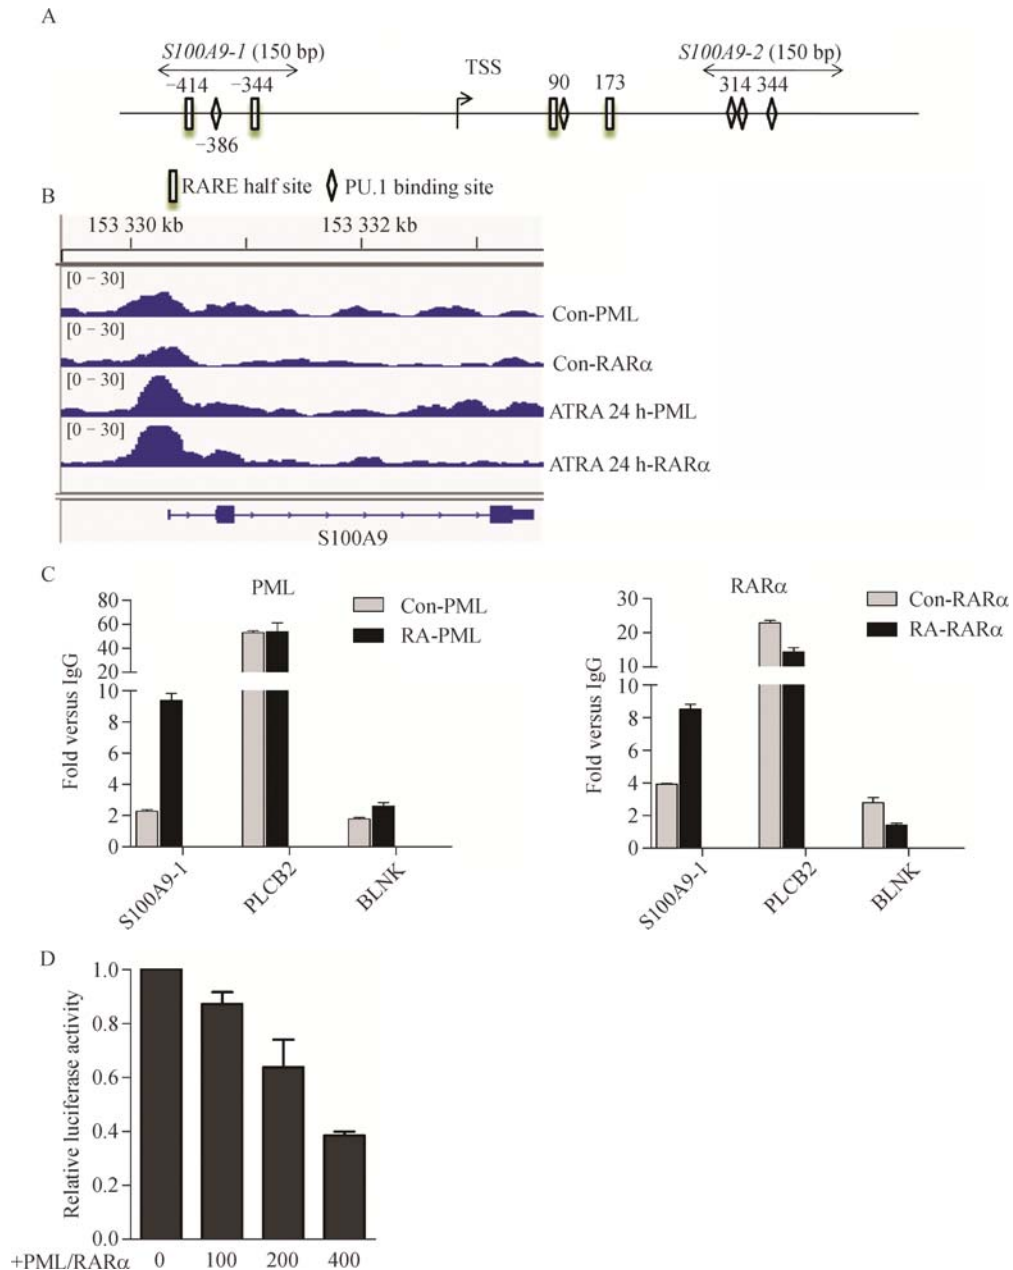 A
S100A9-1 (150 bp)
S100A9-2 (150 bp)
TSS
−414
−344
90
173
314
344
−386
RARE half site
PU.1 binding site
B
153 330 kb
153 332 kb
[0 − 30]
Con-PML
[0 − 30]
Con-RARα
[0 − 30]
ATRA 24 h-PML
[0 − 30]
ATRA 24 h-RARα
S100A9
C
PML
Con-PML
RA-PML
Fold versus IgG
80
60
40
20
10
8
6
4
2
0
S100A9-1
PLCB2
BLNK
RARα
Con-RARα
RA-RARα
Fold versus IgG
30
20
10
10
8
6
4
2
0
S100A9-1
PLCB2
BLNK
D
Relative luciferase activity
1.0
0.8
0.6
0.4
0.2
0.0
+PML/RARα 0 100 200 400